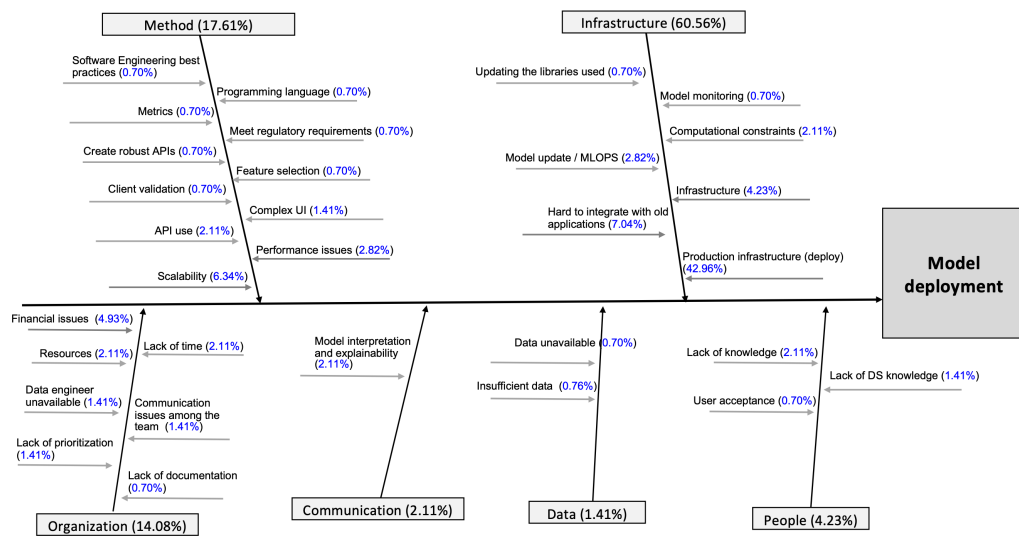 Method (17.61%)
Software Engineering best
practices (0.70%)
Programming language (0.70%)
Metrics (0.70%)
Meet regulatory requirements (0.70%)
Create robust APIs (0.70%)
Feature selection (0.70%)
Client validation (0.70%)
Complex UI (1.41%)
API use (2.11%)
Performance issues (2.82%)
Scalability (6.34%)
Infrastructure (60.56%)
Updating the libraries used (0.70%)
Model monitoring (0.70%)
Computational constraints (2.11%)
Model update / MLOPS (2.82%)
Infrastructure (4.23%)
Hard to integrate with old
applications (7.04%)
Production infrastructure (deploy)
(42.96%)
Model
deployment
Financial issues (4.93%)
Lack of time (2.11%)
Resources (2.11%)
Data engineer
unavailable (1.41%)
Communication
issues among the
team (1.41%)
Lack of prioritization
(1.41%)
Lack of documentation
(0.70%)
Organization (14.08%)
Model interpretation
and explainability
(2.11%)
Communication (2.11%)
Data unavailable (0.70%)
Insufficient data (0.76%)
Data (1.41%)
Lack of knowledge (2.11%)
Lack of DS knowledge (1.41%)
User acceptance (0.70%)
People (4.23%)